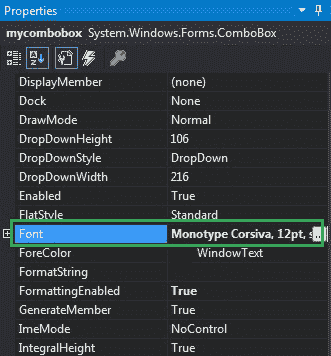 Properties
mycombobox System.Windows.Forms.ComboBox
DisplayMember (none)
Dock None
DrawMode Normal
DropDownHeight 106
DropDownStyle DropDown
DropDownWidth 216
Enabled True
FlatStyle Standard
Font Monotype Corsiva, 12pt, s...
ForeColor WindowText
FormatString
FormattingEnabled True
GenerateMember True
ImeMode NoControl
IntegralHeight True